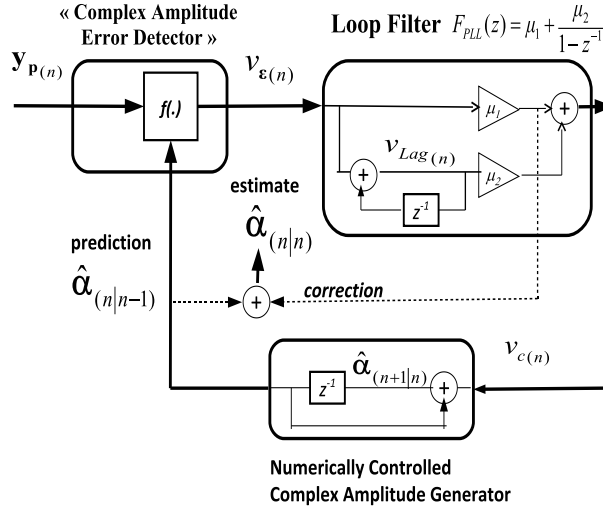 « Complex Amplitude
Error Detector »
Loop Filter F_PLL(z) = μ₁ + μ₂ / (1 - z⁻¹)
y_p(n)
v_ε(n)
f(.)
μ₁
+
v_Lag(n)
+
μ₂
z⁻¹
estimate
α̂(n|n)
prediction
α̂(n|n−1)
+
correction
v_c(n)
α̂(n+1|n)
z⁻¹
+
Numerically Controlled
Complex Amplitude Generator